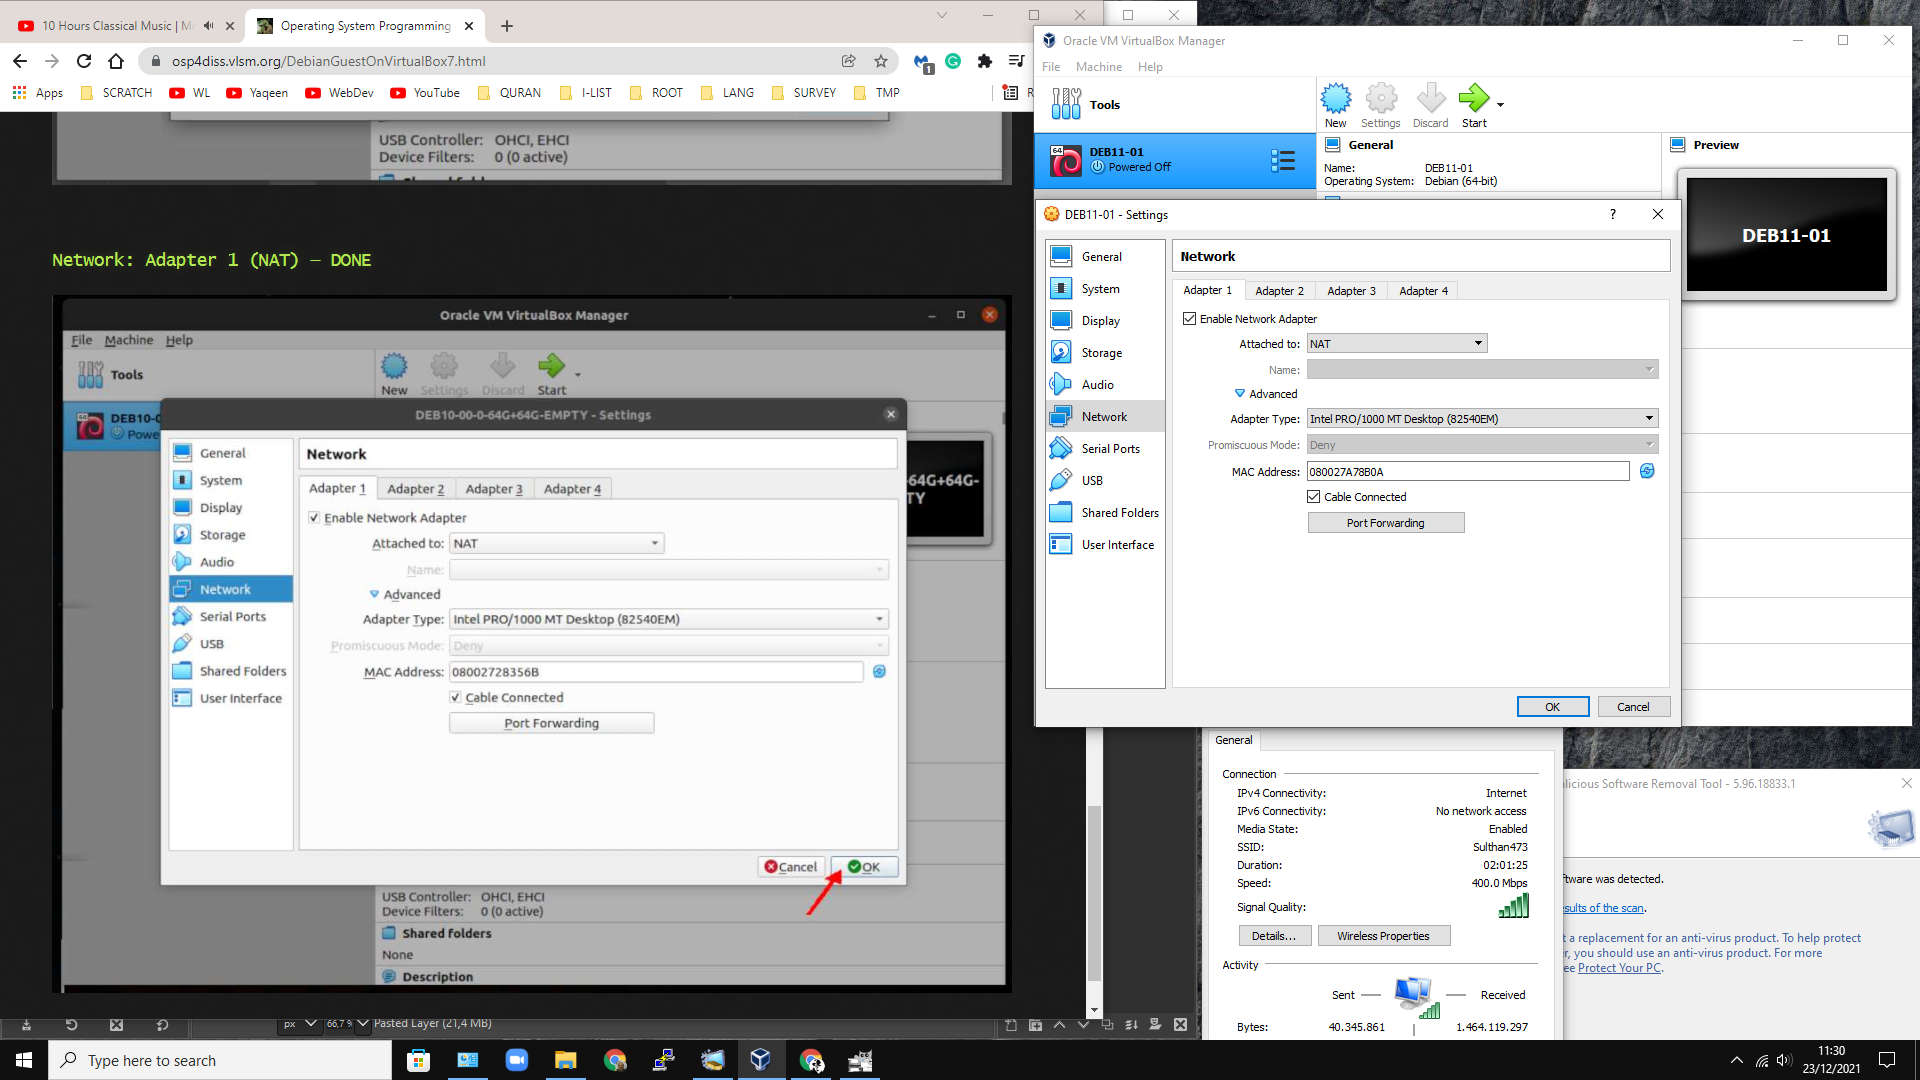 10 Hours Classical Music | M
Operating System Programming
osp4diss.vlsm.org/DebianGuestOnVirtualBox7.html
1
Apps
SCRATCH
WL
Yaqeen
WebDev
YouTube
QURAN
I-LIST
ROOT
LANG
SURVEY
TMP
R
USB Controller: OHCI, EHCI
Device Filters: 0 (0 active)
Network: Adapter 1 (NAT) — DONE
Oracle VM VirtualBox Manager
File Machine Help
Tools
New Settings Discard Start
DEB10-0
Powe
64G+64G-
TY
DEB10-00-0-64G+64G-EMPTY - Settings
General
System
Display
Storage
Audio
Network
Serial Ports
USB
Shared Folders
User Interface
Network
Adapter 1 Adapter 2 Adapter 3 Adapter 4
Enable Network Adapter
Attached to: NAT
Name:
Advanced
Adapter Type: Intel PRO/1000 MT Desktop (82540EM)
Promiscuous Mode: Deny
MAC Address: 08002728356B
Cable Connected
Port Forwarding
Cancel OK
USB Controller: OHCI, EHCI
Device Filters: 0 (0 active)
Shared folders
None
Description
px 66,7 % Pasted Layer (21,4 MB)
Oracle VM VirtualBox Manager
File Machine Help
Tools
New Settings Discard Start
64
DEB11-01
Powered Off
General
Name: DEB11-01
Operating System: Debian (64-bit)
Preview
DEB11-01
DEB11-01 - Settings
?
General
System
Display
Storage
Audio
Network
Serial Ports
USB
Shared Folders
User Interface
Network
Adapter 1 Adapter 2 Adapter 3 Adapter 4
Enable Network Adapter
Attached to: NAT
Name:
Advanced
Adapter Type: Intel PRO/1000 MT Desktop (82540EM)
Promiscuous Mode: Deny
MAC Address: 080027A78B0A
Cable Connected
Port Forwarding
OK Cancel
General
Connection
IPv4 Connectivity: Internet
IPv6 Connectivity: No network access
Media State: Enabled
SSID: Sulthan473
Duration: 02:01:25
Speed: 400.0 Mbps
Signal Quality:
Details... Wireless Properties
Activity
Sent — — Received
Bytes: 40.345.861 1.464.119.297
licious Software Removal Tool - 5.96.18833.1
ftware was detected.
sults of the scan.
t a replacement for an anti-virus product. To help protect
r, you should use an anti-virus product. For more
ee Protect Your PC.
Type here to search
11:30
23/12/2021